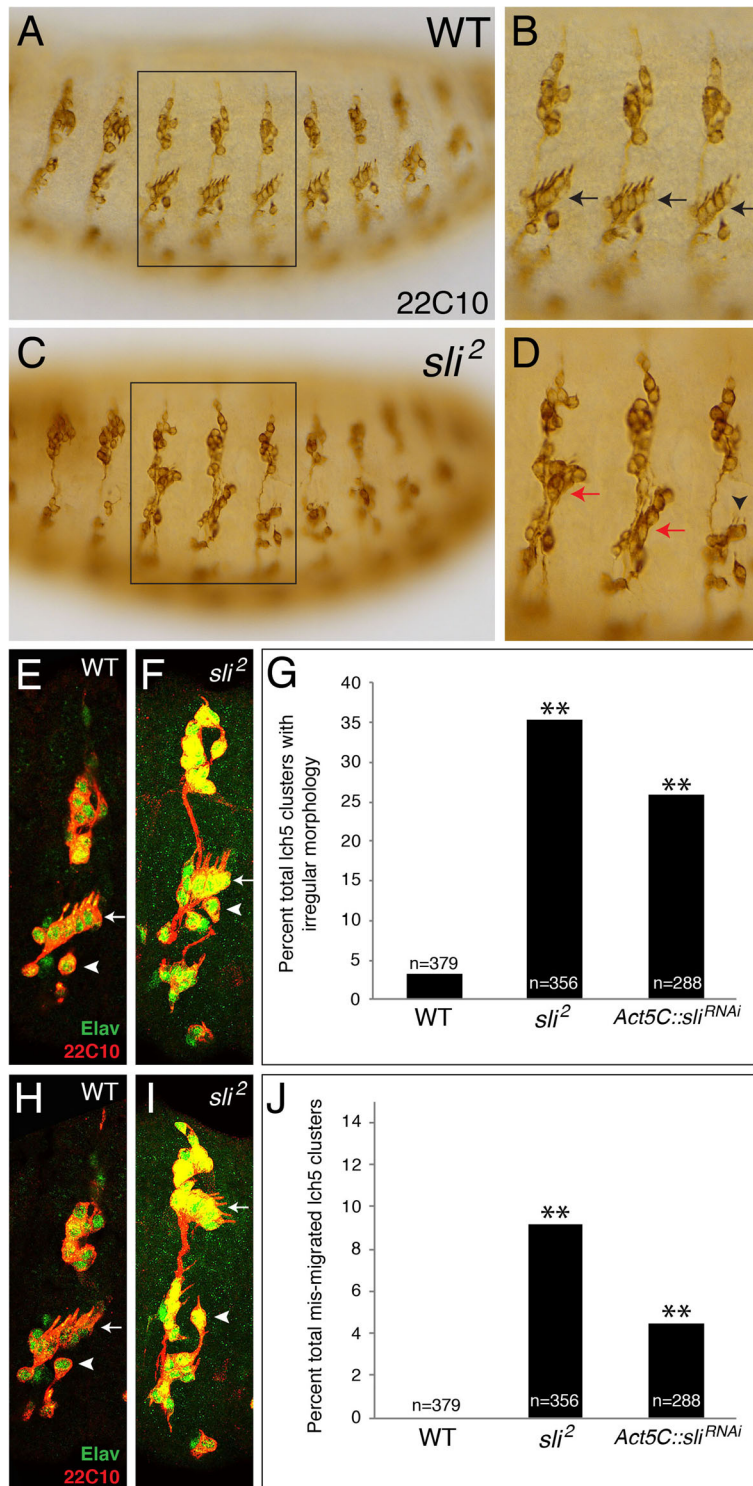 A WT B
22C10
C sli² D
E WT F sli² G
Percent total lch5 clusters with
irregular morphology
40
35
30
25
20
15
10
5
0
**
**
n=379
n=356
n=288
WT
sli²
Act5C::sliRNAi
Elav
22C10
H WT I sli² J
Percent total mis-migrated lch5 clusters
14
12
10
8
6
4
2
0
**
**
n=379
n=356
n=288
WT
sli²
Act5C::sliRNAi
Elav
22C10